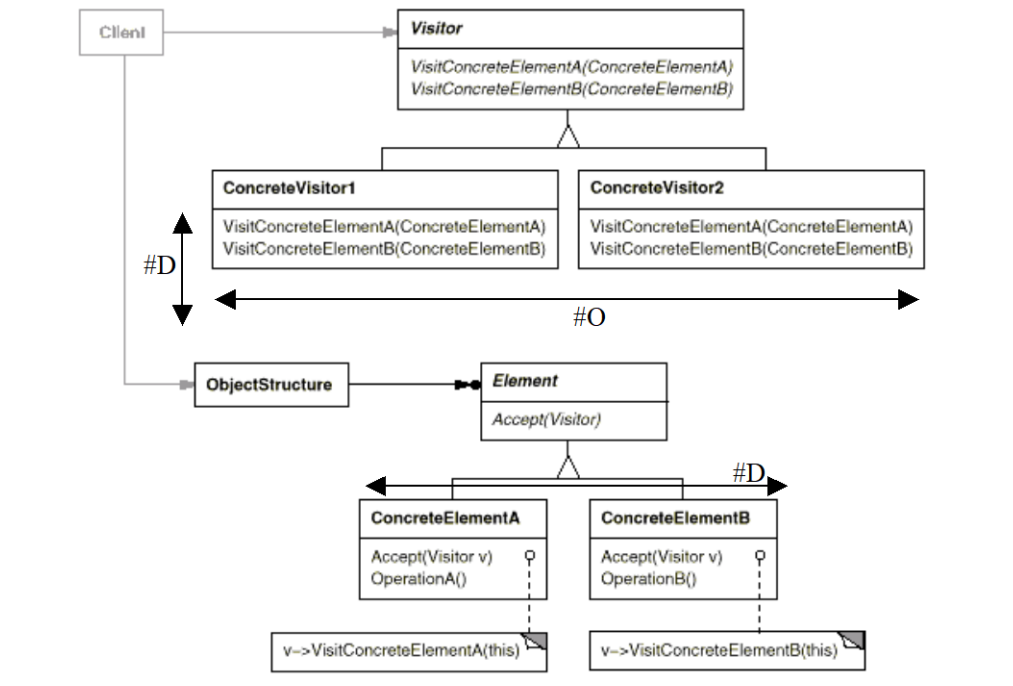 Client
Visitor
VisitConcreteElementA(ConcreteElementA)
VisitConcreteElementB(ConcreteElementB)
ConcreteVisitor1
VisitConcreteElementA(ConcreteElementA)
VisitConcreteElementB(ConcreteElementB)
ConcreteVisitor2
VisitConcreteElementA(ConcreteElementA)
VisitConcreteElementB(ConcreteElementB)
#D
#O
ObjectStructure
Element
Accept(Visitor)
#D
ConcreteElementA
Accept(Visitor v)
OperationA()
ConcreteElementB
Accept(Visitor v)
OperationB()
v->VisitConcreteElementA(this)
v->VisitConcreteElementB(this)